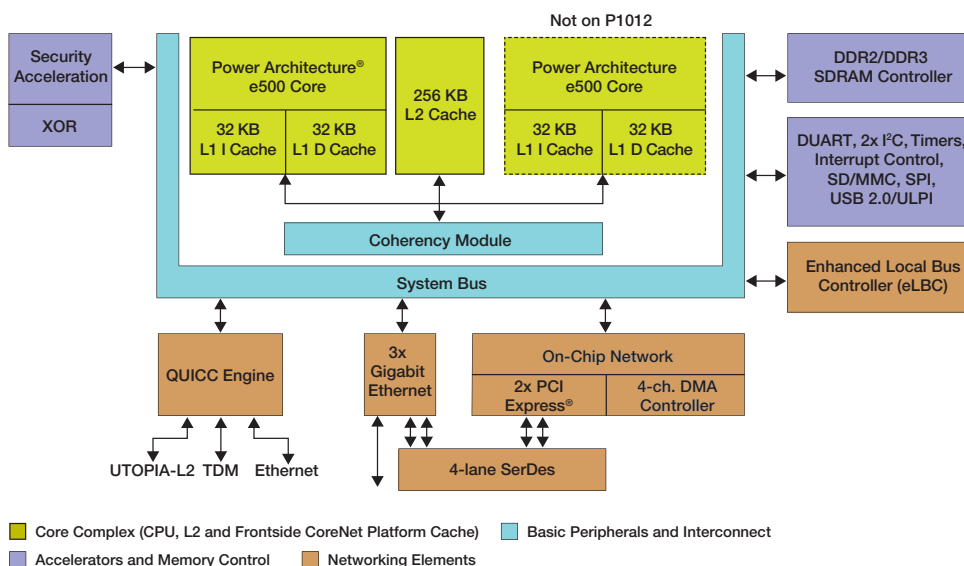 Not on P1012
Security
Acceleration
XOR
Power Architecture®
e500 Core
32 KB
L1 I Cache
32 KB
L1 D Cache
256 KB
L2 Cache
Power Architecture
e500 Core
32 KB
L1 I Cache
32 KB
L1 D Cache
DDR2/DDR3
SDRAM Controller
DUART, 2x I²C, Timers,
Interrupt Control,
SD/MMC, SPI,
USB 2.0/ULPI
Coherency Module
System Bus
Enhanced Local Bus
Controller (eLBC)
QUICC Engine
3x
Gigabit
Ethernet
On-Chip Network
2x PCI
Express®
4-ch. DMA
Controller
UTOPIA-L2
TDM
Ethernet
4-lane SerDes
Core Complex (CPU, L2 and Frontside CoreNet Platform Cache)
Basic Peripherals and Interconnect
Accelerators and Memory Control
Networking Elements